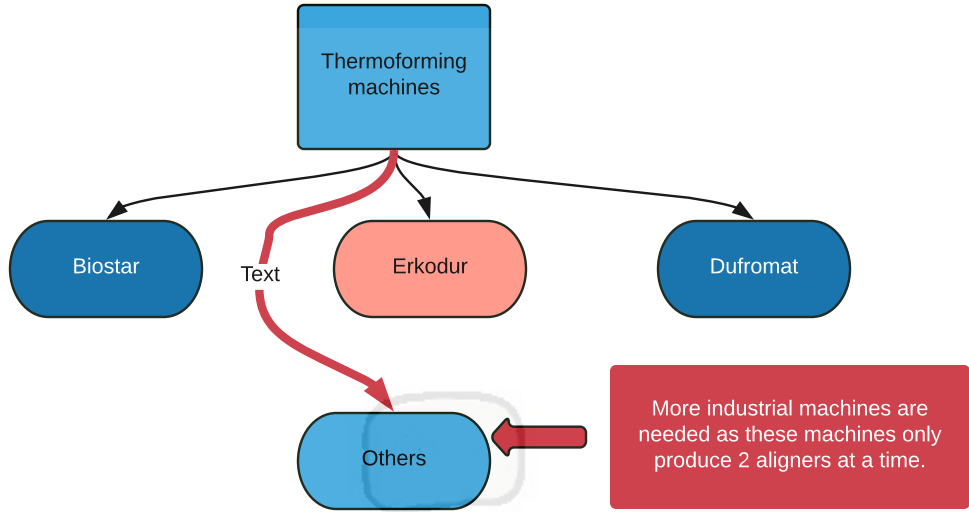 Thermoforming
machines
Biostar
Text
Erkodur
Dufromat
Others
More industrial machines are
needed as these machines only
produce 2 aligners at a time.